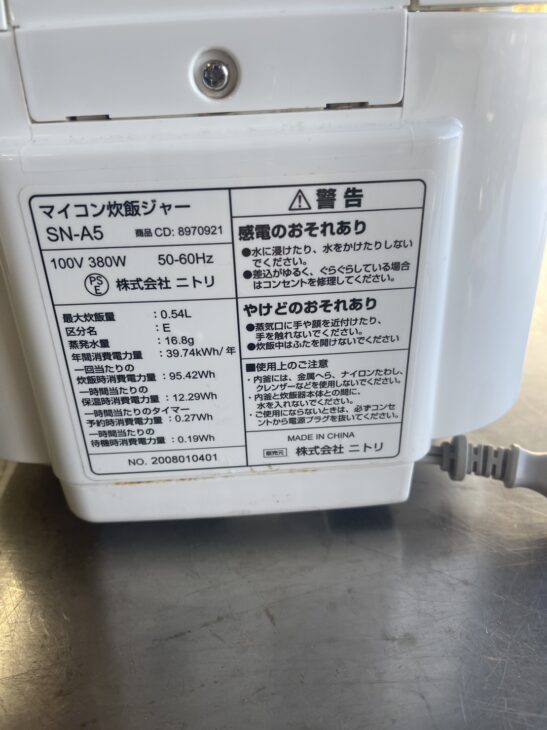 マイコン炊飯ジャー
SN-A5 商品 CD: 8970921
100V 380W 50-60Hz
PSE 株式会社 ニトリ
最大炊飯量 : 0.54L
区分名 : E
蒸発水量 : 16.8g
年間消費電力量 : 39.74kWh/年
一回当たりの
炊飯時消費電力量 : 95.42Wh
一時間当たりの
保温時消費電力量 : 12.29Wh
一時間当たりのタイマー
予約時消費電力量 : 0.27Wh
一時間当たりの
待機時消費電力量 : 0.19Wh
NO. 2008010401
⚠警告
感電のおそれあり
●水に浸けたり、水をかけたりしない
でください。
●差込がゆるく、ぐらぐらしている場合
はコンセントを修理してください。
やけどのおそれあり
●蒸気口に手や顔を近付けたり、
手を触れないでください。
●炊飯中はふたを開けないでください
■使用上のご注意
・内釜には、金属へら、ナイロンたわし、
クレンザーなどを使用しないでください。
・内釜と炊飯器本体との間に、
水を入れないでください。
・ご使用にならないときは、必ずコンセ
ントから電源プラグを抜いてください。
MADE IN CHINA
販売元 株式会社 ニトリ